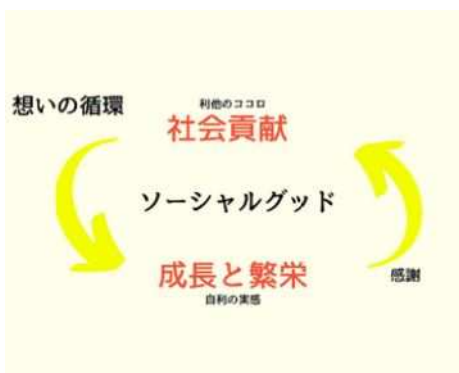 想いの循環
利他のココロ
社会貢献
ソーシャルグッド
成長と繁栄
自利の実感
感謝